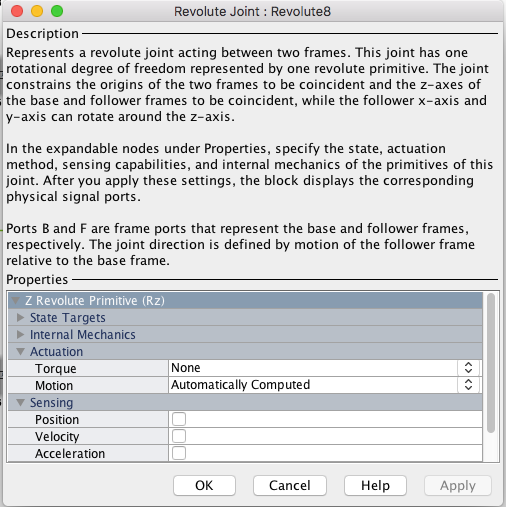 Revolute Joint : Revolute8
Description
Represents a revolute joint acting between two frames. This joint has one
rotational degree of freedom represented by one revolute primitive. The joint
constrains the origins of the two frames to be coincident and the z-axes of
the base and follower frames to be coincident, while the follower x-axis and
y-axis can rotate around the z-axis.
In the expandable nodes under Properties, specify the state, actuation
method, sensing capabilities, and internal mechanics of the primitives of this
joint. After you apply these settings, the block displays the corresponding
physical signal ports.
Ports B and F are frame ports that represent the base and follower frames,
respectively. The joint direction is defined by motion of the follower frame
relative to the base frame.
Properties
Z Revolute Primitive (Rz)
State Targets
Internal Mechanics
Actuation
Torque None
Motion Automatically Computed
Sensing
Position
Velocity
Acceleration
OK Cancel Help Apply